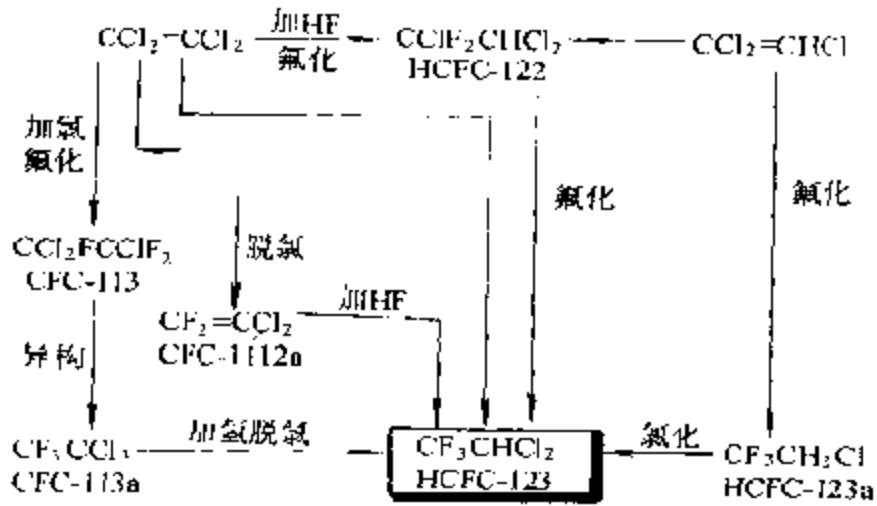 CCl₂=CCl₂
加HF
氟化
CClF₂CHCl₂
HCFC-122
CCl₂=CHCl
加氯
氟化
氟化
氟化
CCl₂FCClF₂
CFC-113
脱氯
加HF
CF₂=CCl₂
CFC-1112a
异构
CF₃CCl₃
CFC-113a
加氢脱氯
CF₃CHCl₂
HCFC-123
氯化
CF₃CH₂Cl
HCFC-123a